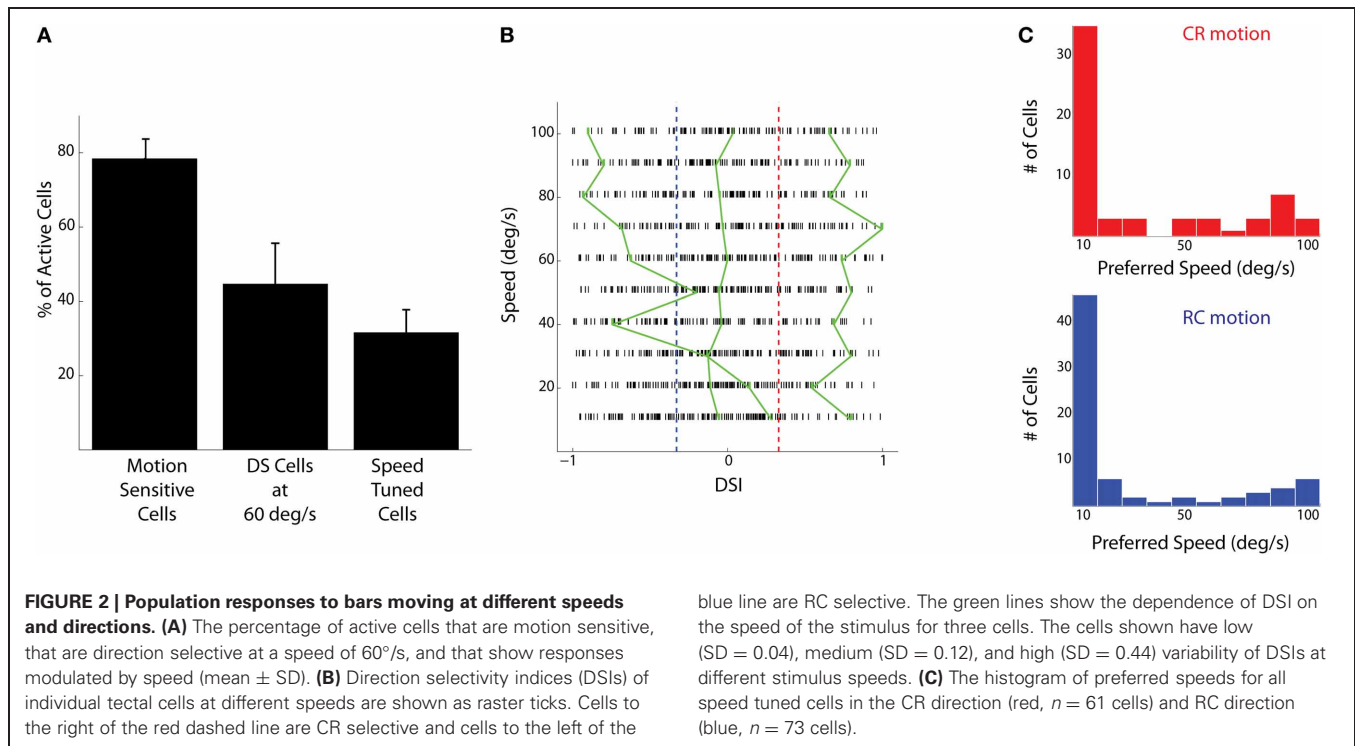 A
% of Active Cells
80
60
40
20
Motion
Sensitive
Cells
DS Cells
at
60 deg/s
Speed
Tuned
Cells
B
Speed (deg/s)
100
80
60
40
20
−1
0
1
DSI
C
CR motion
# of Cells
30
20
10
10
50
100
Preferred Speed (deg/s)
RC motion
# of Cells
40
30
20
10
10
50
100
Preferred Speed (deg/s)
FIGURE 2 | Population responses to bars moving at different speeds
and directions. (A) The percentage of active cells that are motion sensitive,
that are direction selective at a speed of 60°/s, and that show responses
modulated by speed (mean ± SD). (B) Direction selectivity indices (DSIs) of
individual tectal cells at different speeds are shown as raster ticks. Cells to
the right of the red dashed line are CR selective and cells to the left of the
blue line are RC selective. The green lines show the dependence of DSI on
the speed of the stimulus for three cells. The cells shown have low
(SD = 0.04), medium (SD = 0.12), and high (SD = 0.44) variability of DSIs at
different stimulus speeds. (C) The histogram of preferred speeds for all
speed tuned cells in the CR direction (red, n = 61 cells) and RC direction
(blue, n = 73 cells).